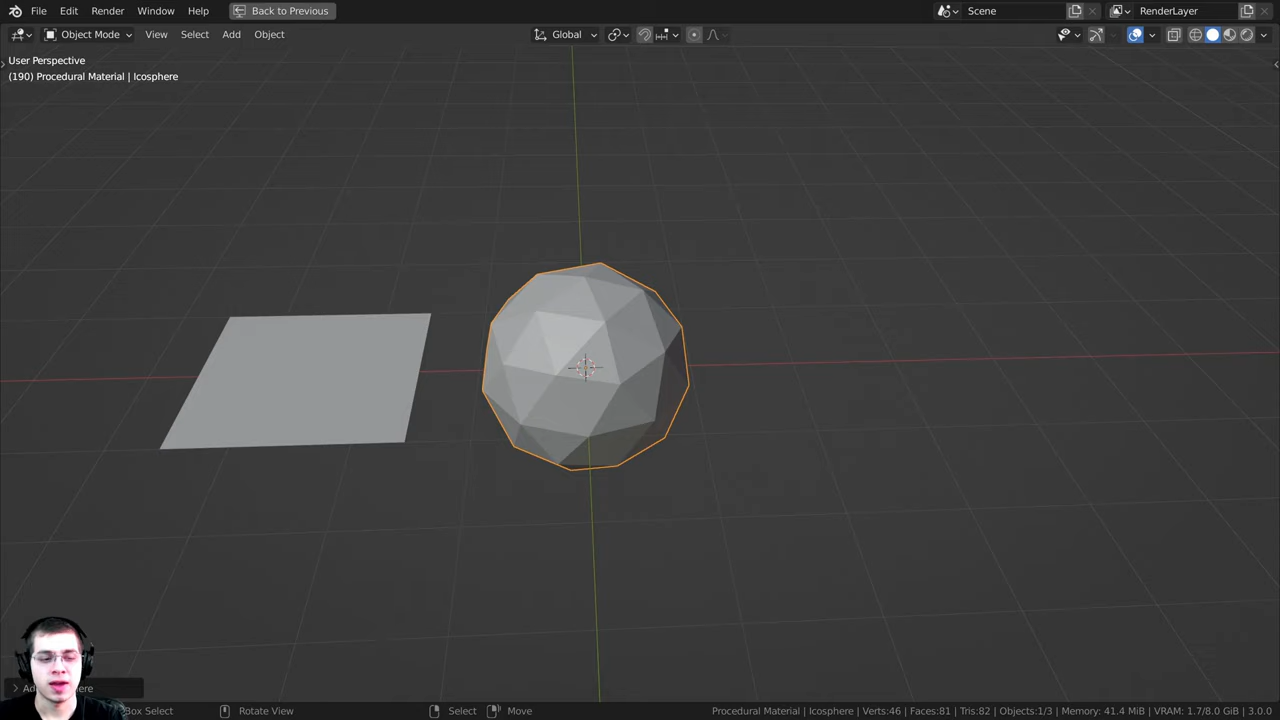 File Edit Render Window Help Back to Previous Scene RenderLayer
Object Mode View Select Add Object Global
User Perspective
(190) Procedural Material | Icosphere
Box Select Rotate View Select Move Procedural Material | Icosphere | Verts:46 | Faces:81 | Tris:82 | Objects:1/3 | Memory: 41.4 MiB | VRAM: 1.7/8.0 GiB | 3.0.0